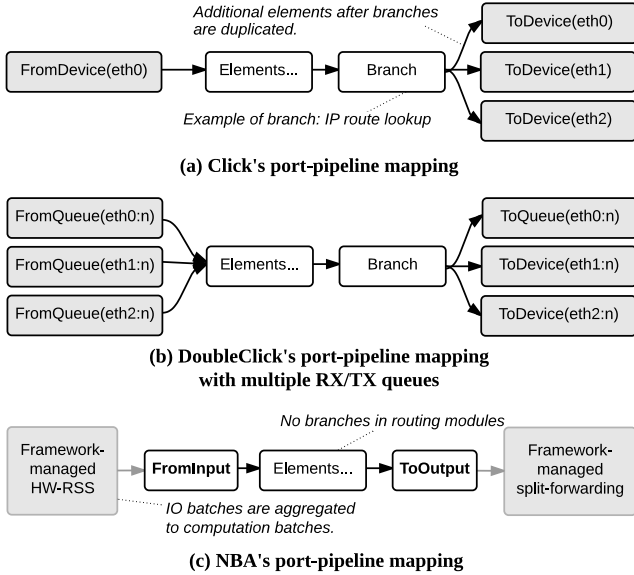 Additional elements after branches
are duplicated.
ToDevice(eth0)
FromDevice(eth0)
Elements...
Branch
ToDevice(eth1)
Example of branch: IP route lookup
ToDevice(eth2)
(a) Click's port-pipeline mapping
FromQueue(eth0:n)
ToQueue(eth0:n)
FromQueue(eth1:n)
Elements...
Branch
ToDevice(eth1:n)
FromQueue(eth2:n)
ToDevice(eth2:n)
(b) DoubleClick's port-pipeline mapping
with multiple RX/TX queues
No branches in routing modules
Framework-
managed
HW-RSS
FromInput
Elements...
ToOutput
Framework-
managed
split-forwarding
IO batches are aggregated
to computation batches.
(c) NBA's port-pipeline mapping